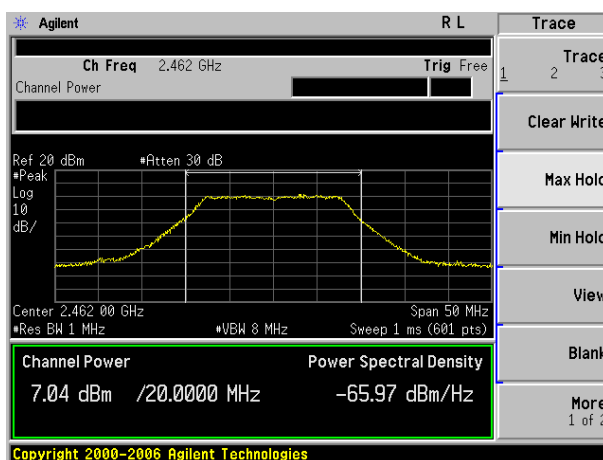 Agilent R L Trace
Ch Freq 2.462 GHz Trig Free
Channel Power
Trace
1 2 3
Clear Write
Max Hold
Min Hold
View
Blank
More
1 of 2
Ref 20 dBm #Atten 30 dB
#Peak
Log
10
dB/
Center 2.462 00 GHz Span 50 MHz
#Res BW 1 MHz #VBW 8 MHz Sweep 1 ms (601 pts)
Channel Power Power Spectral Density
7.04 dBm /20.0000 MHz -65.97 dBm/Hz
Copyright 2000-2006 Agilent Technologies